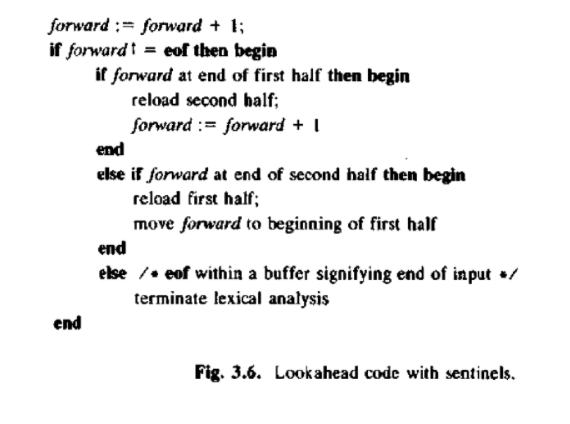 forward := forward + 1;
if forward↑ = eof then begin
if forward at end of first half then begin
reload second half;
forward := forward + 1
end
else if forward at end of second half then begin
reload first half;
move forward to beginning of first half
end
else /* eof within a buffer signifying end of input */
terminate lexical analysis
end
Fig. 3.6. Lookahead code with sentinels.